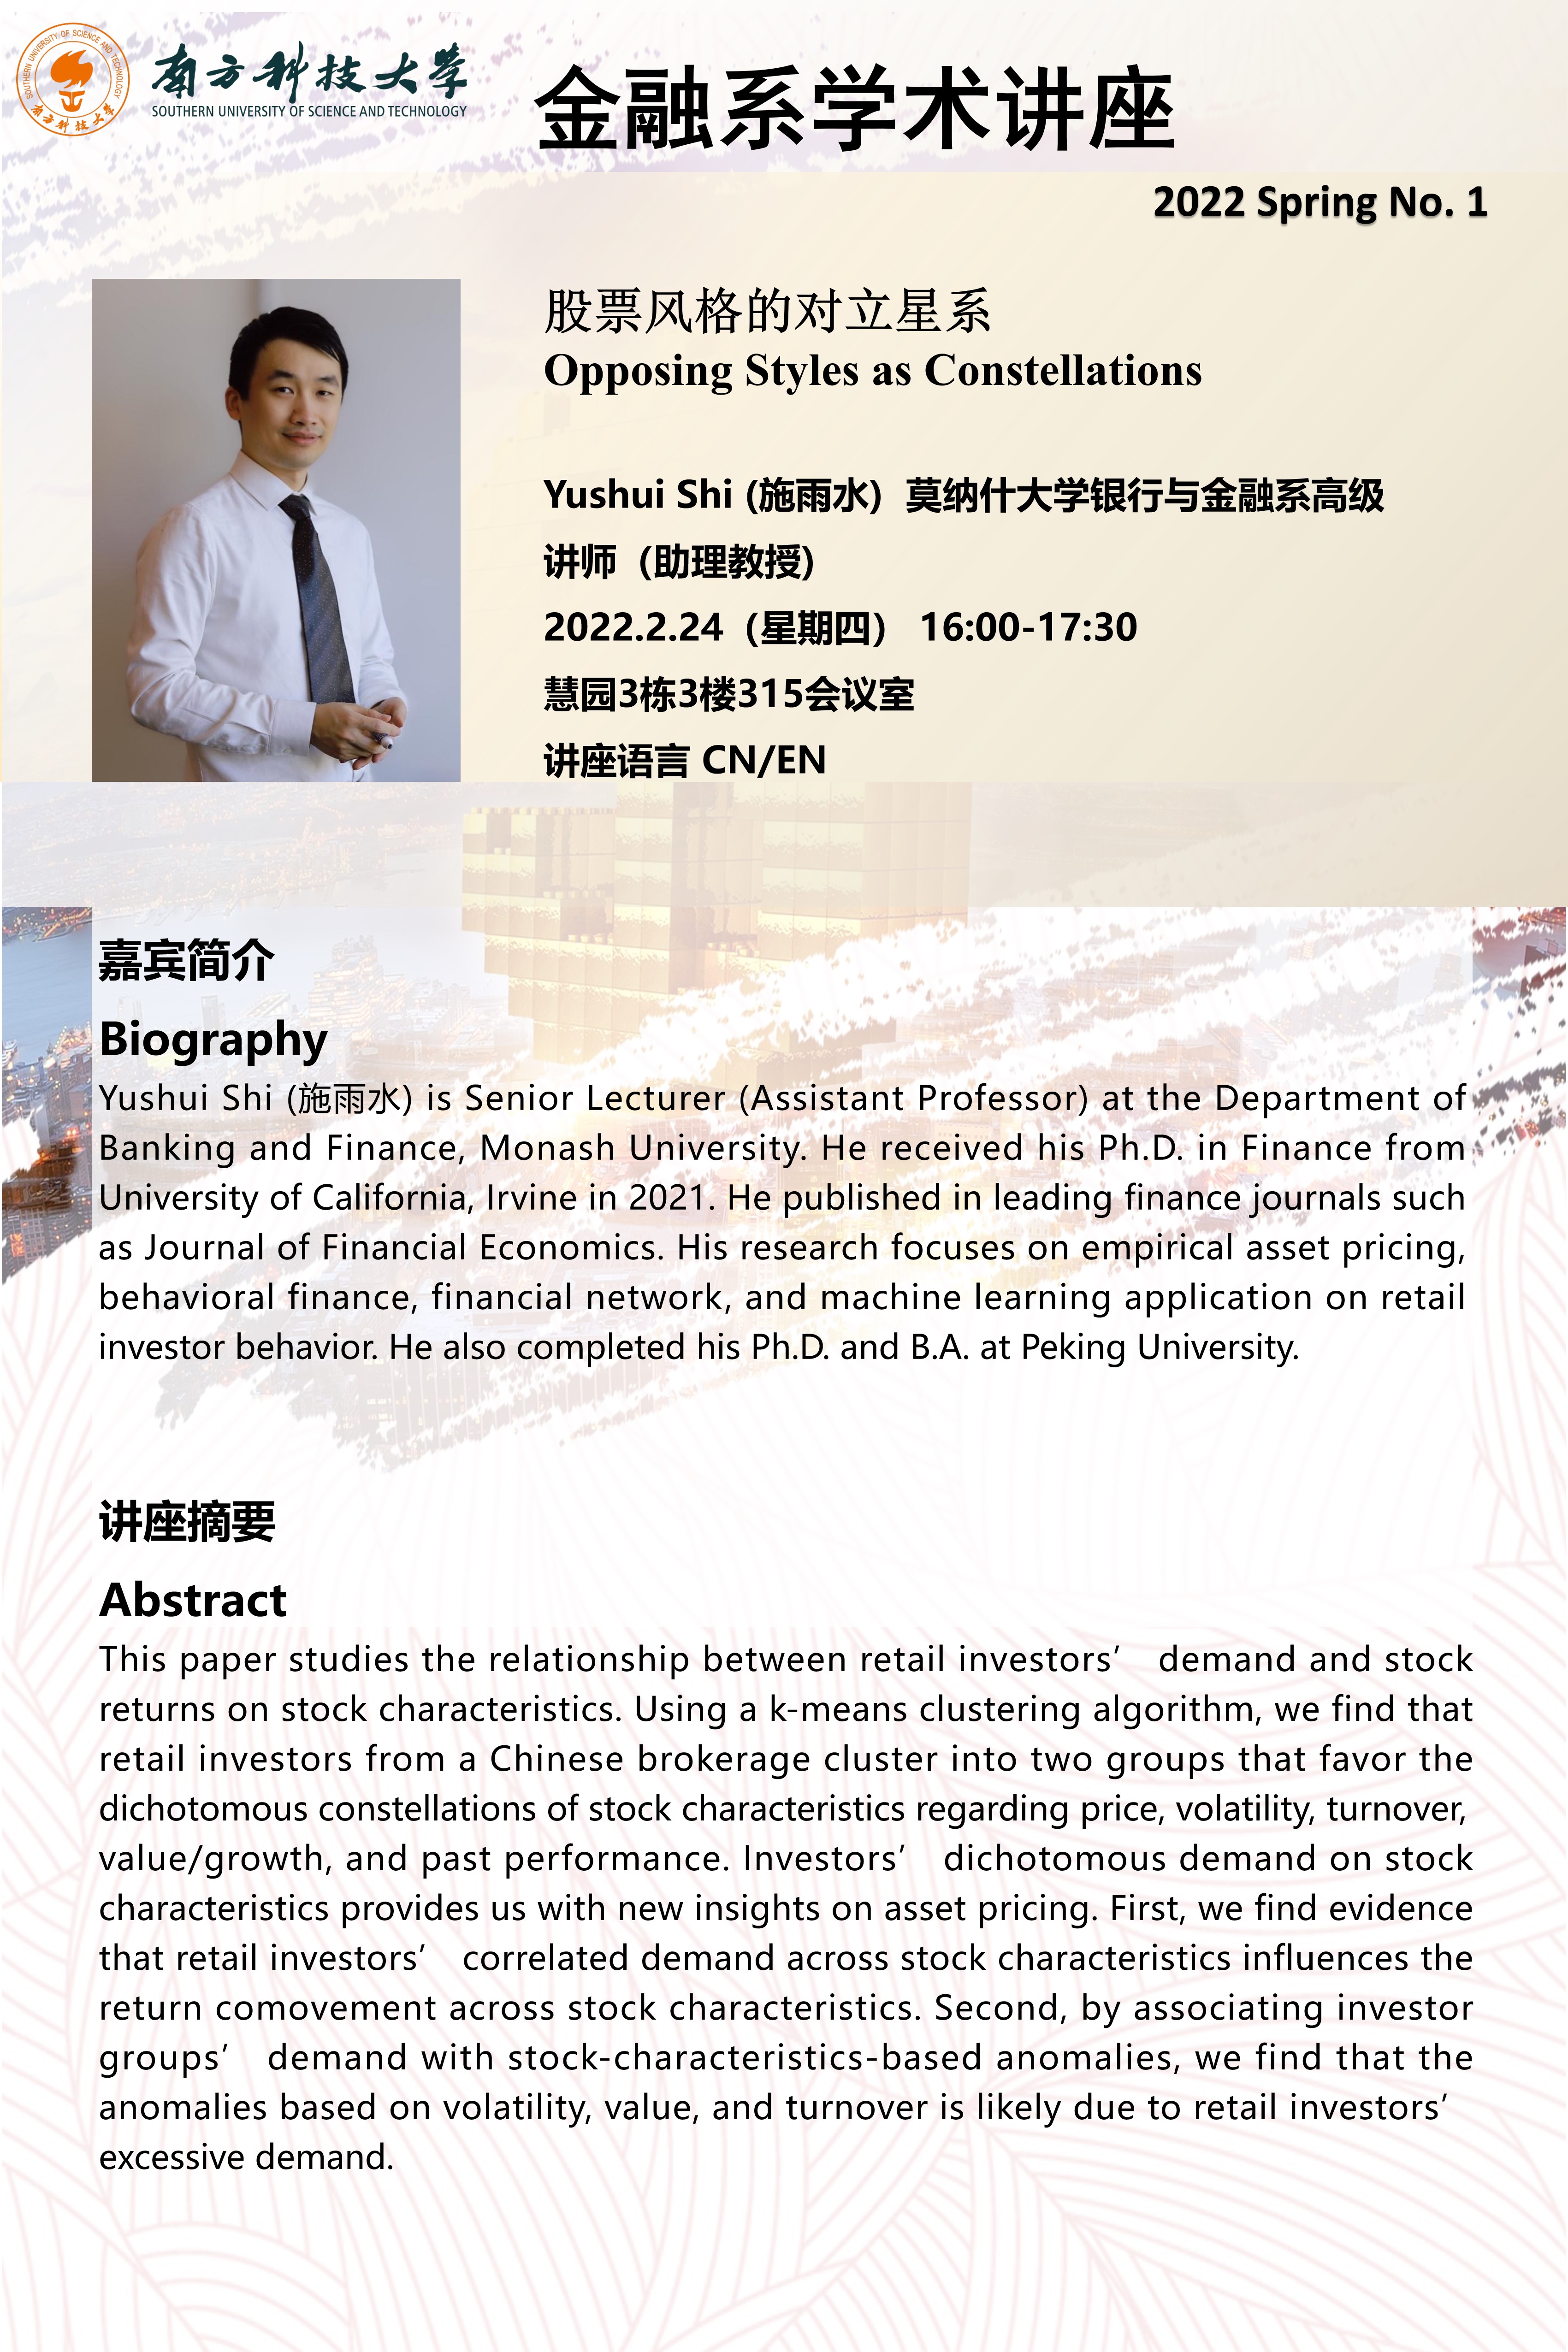 SOUTHERN UNIVERSITY OF SCIENCE AND TECHNOLOGY
南方科技大学
南方科技大学
SOUTHERN UNIVERSITY OF SCIENCE AND TECHNOLOGY
金融系学术讲座
2022 Spring No. 1
股票风格的对立星系
Opposing Styles as Constellations
Yushui Shi (施雨水) 莫纳什大学银行与金融系高级
讲师 (助理教授)
2022.2.24 (星期四) 16:00-17:30
慧园3栋3楼315会议室
讲座语言 CN/EN
嘉宾简介
Biography
Yushui Shi (施雨水) is Senior Lecturer (Assistant Professor) at the Department of
Banking and Finance, Monash University. He received his Ph.D. in Finance from
University of California, Irvine in 2021. He published in leading finance journals such
as Journal of Financial Economics. His research focuses on empirical asset pricing,
behavioral finance, financial network, and machine learning application on retail
investor behavior. He also completed his Ph.D. and B.A. at Peking University.
讲座摘要
Abstract
This paper studies the relationship between retail investors’ demand and stock
returns on stock characteristics. Using a k-means clustering algorithm, we find that
retail investors from a Chinese brokerage cluster into two groups that favor the
dichotomous constellations of stock characteristics regarding price, volatility, turnover,
value/growth, and past performance. Investors’ dichotomous demand on stock
characteristics provides us with new insights on asset pricing. First, we find evidence
that retail investors’ correlated demand across stock characteristics influences the
return comovement across stock characteristics. Second, by associating investor
groups’ demand with stock-characteristics-based anomalies, we find that the
anomalies based on volatility, value, and turnover is likely due to retail investors’
excessive demand.